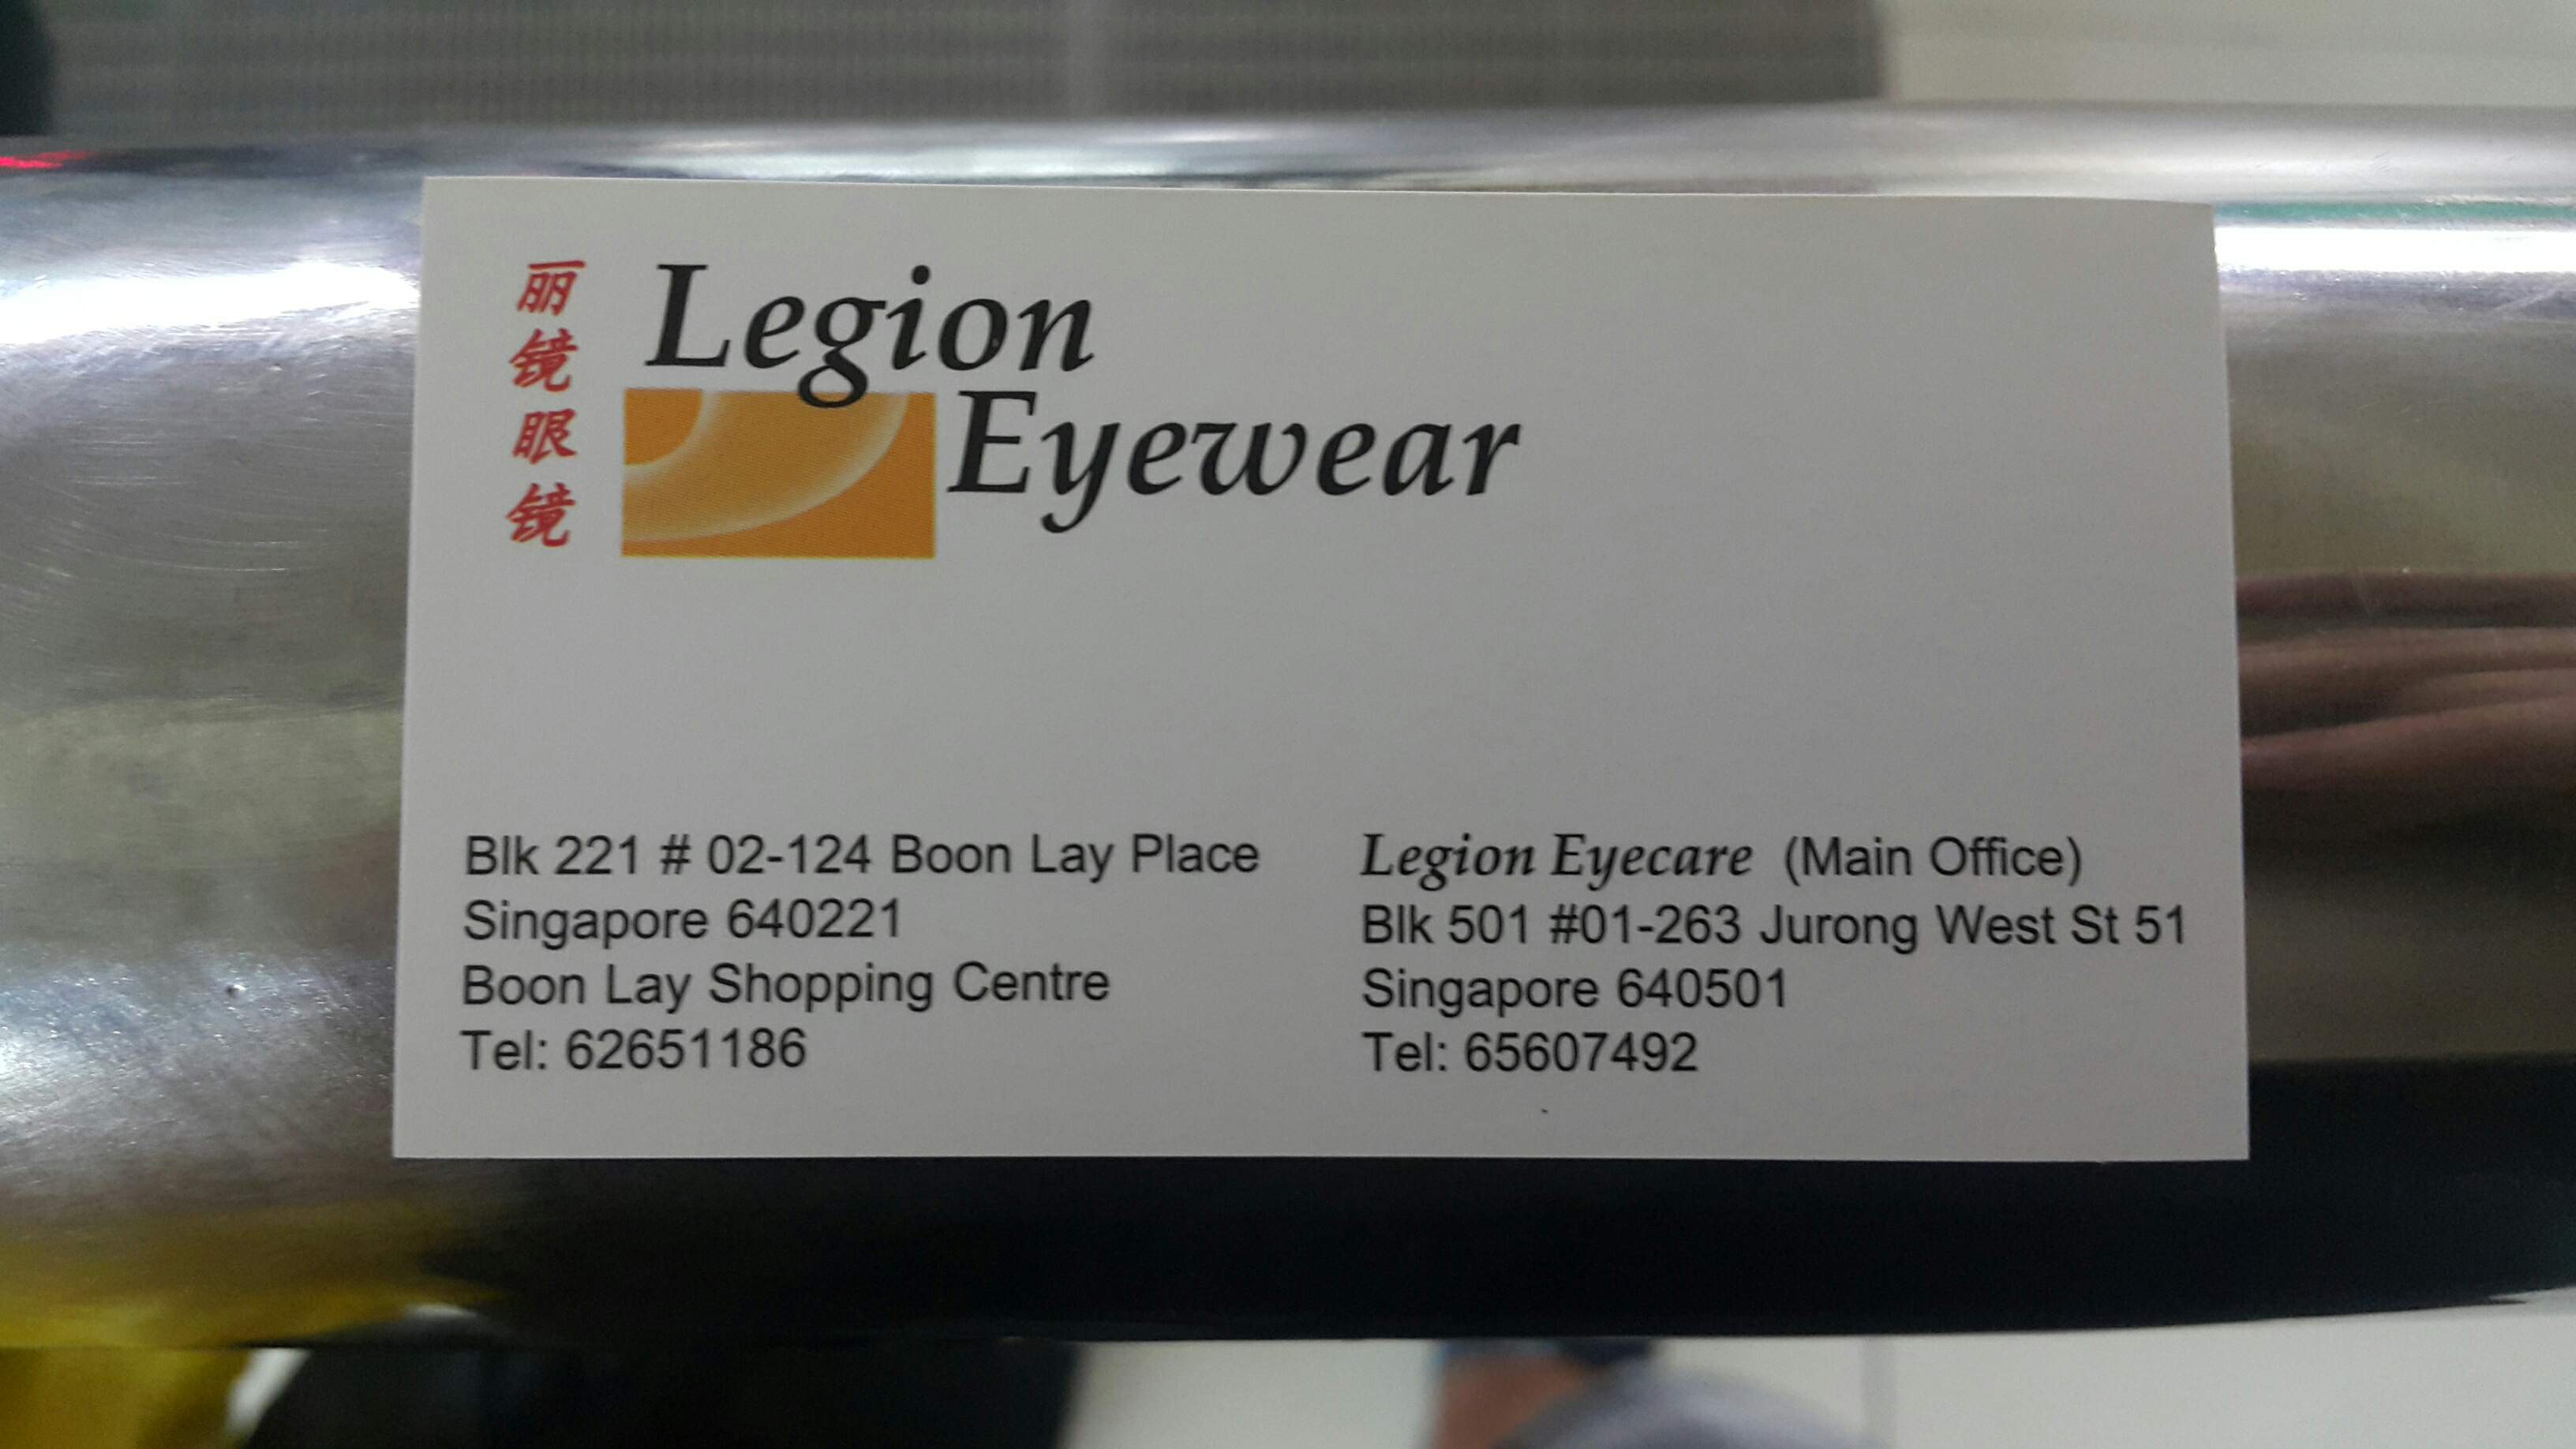 丽镜眼镜
Legion
Eyewear
Blk 221 # 02-124 Boon Lay Place
Singapore 640221
Boon Lay Shopping Centre
Tel: 62651186
Legion Eyecare (Main Office)
Blk 501 #01-263 Jurong West St 51
Singapore 640501
Tel: 65607492